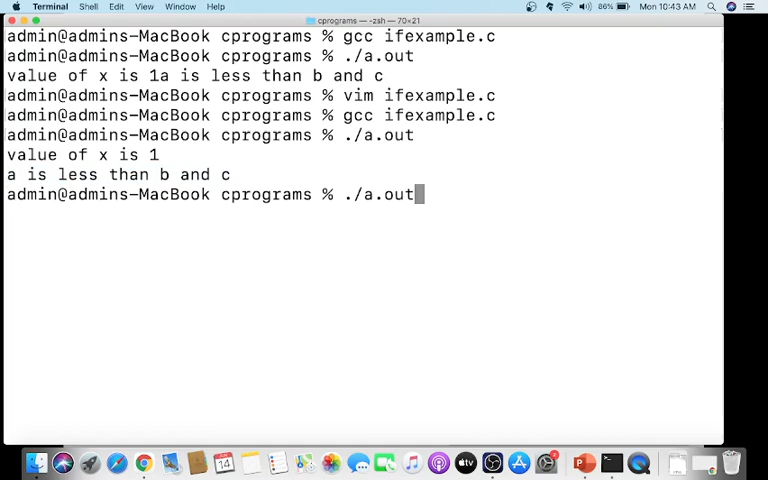 Terminal Shell Edit View Window Help 86% Mon 10:43 AM
cprograms — -zsh — 70×21
admin@admins-MacBook cprograms % gcc ifexample.c
admin@admins-MacBook cprograms % ./a.out
value of x is 1a is less than b and c
admin@admins-MacBook cprograms % vim ifexample.c
admin@admins-MacBook cprograms % gcc ifexample.c
admin@admins-MacBook cprograms % ./a.out
value of x is 1
a is less than b and c
admin@admins-MacBook cprograms % ./a.out
14
tv